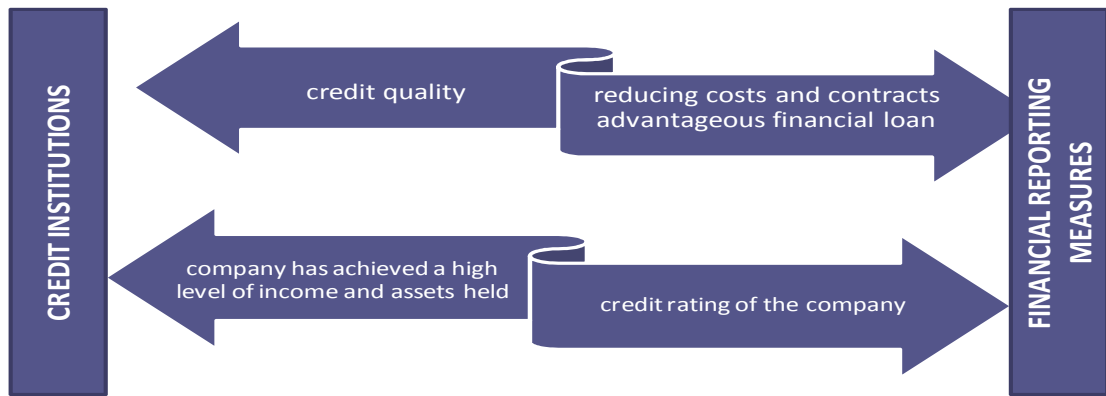 CREDIT INSTITUTIONS
credit quality
reducing costs and contracts
advantageous financial loan
company has achieved a high
level of income and assets held
credit rating of the company
FINANCIAL REPORTING
MEASURES